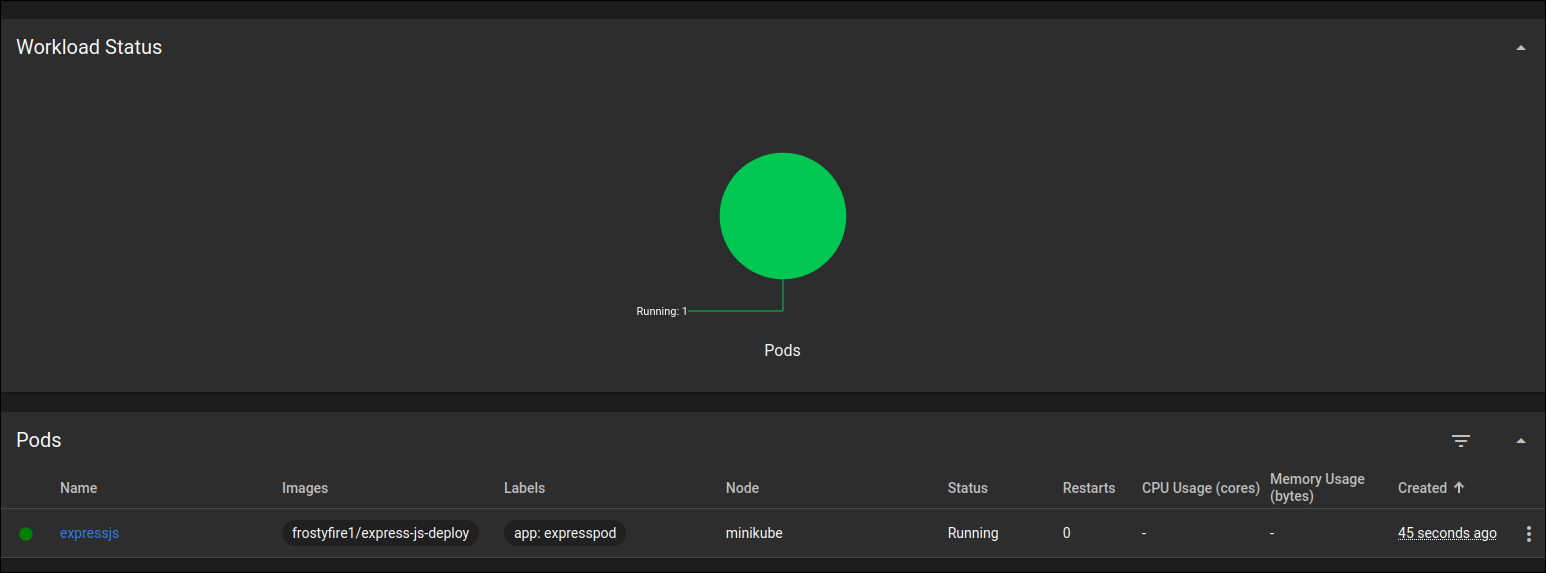 Workload Status
Running: 1
Pods
Pods
Name Images Labels Node Status Restarts CPU Usage (cores) Memory Usage (bytes) Created
expressjs frostyfire1/express-js-deploy app: expresspod minikube Running 0 - - 45 seconds ago